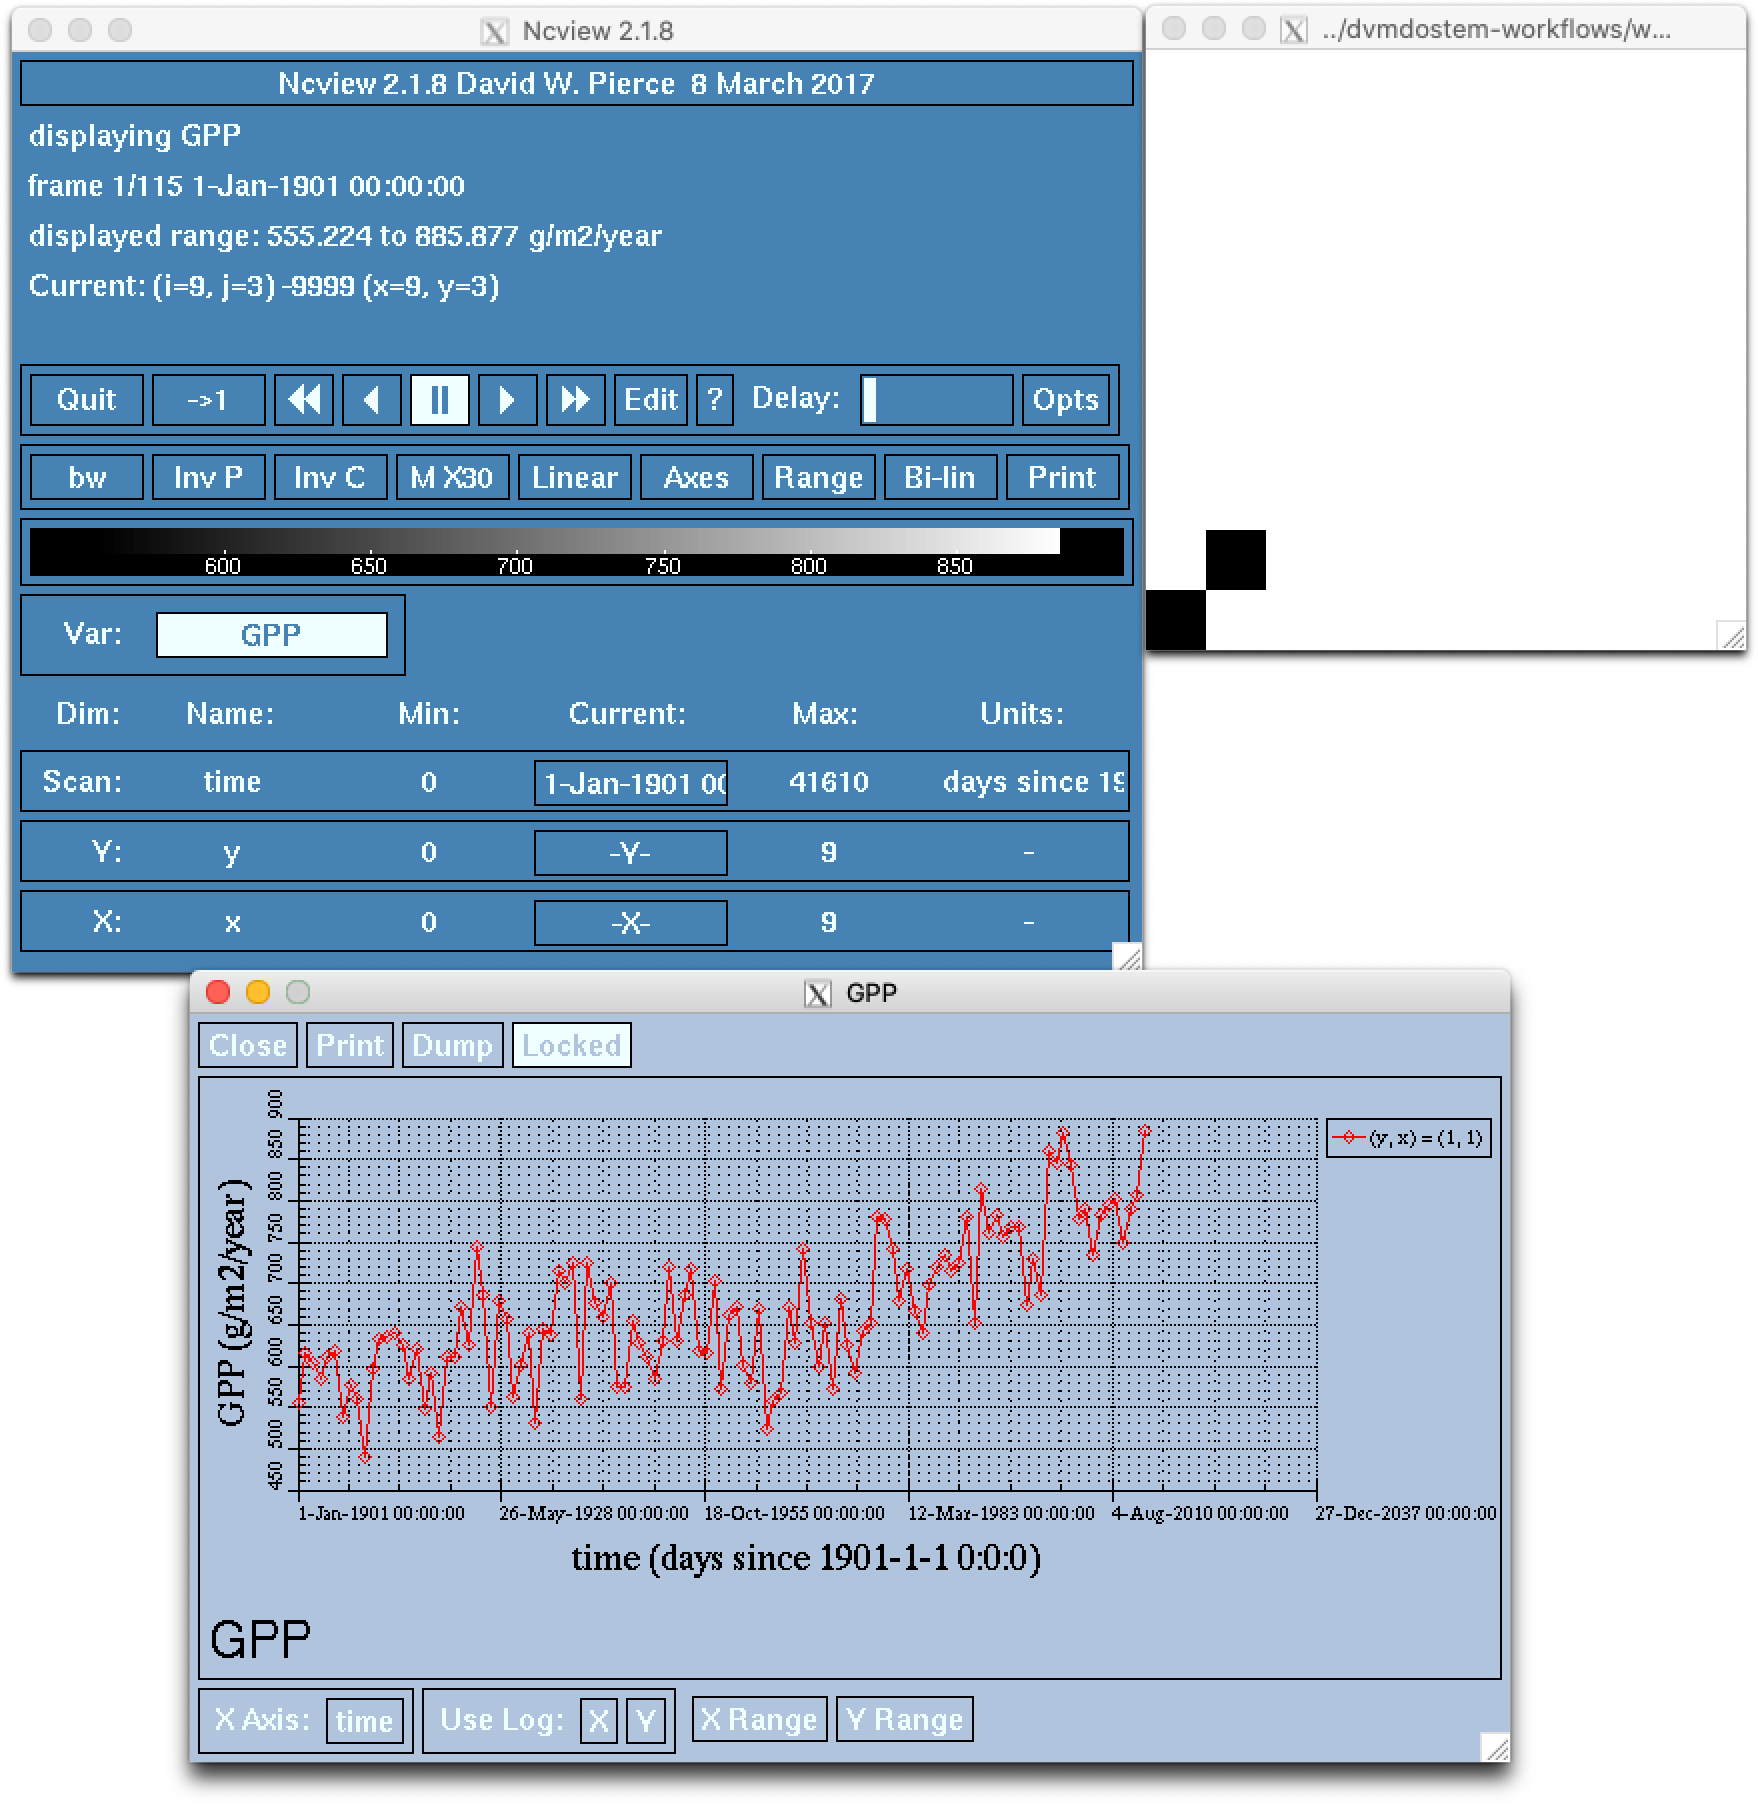 Ncview 2.1.8
../dvmdostem-workflows/w...
Ncview 2.1.8 David W. Pierce 8 March 2017
displaying GPP
frame 1/115 1-Jan-1901 00:00:00
displayed range: 555.224 to 885.877 g/m2/year
Current: (i=9, j=3) -9999 (x=9, y=3)
Quit ->1 Edit ? Delay: Opts
bw Inv P Inv C M X30 Linear Axes Range Bi-lin Print
600 650 700 750 800 850
Var: GPP
Dim: Name: Min: Current: Max: Units:
Scan: time 0 1-Jan-1901 00 41610 days since 19
Y: y 0 -Y- 9 -
X: x 0 -X- 9 -
GPP
Close Print Dump Locked
900
850
800
750
700
650
600
550
500
450
GPP (g/m2/year)
(y, x) = (1, 1)
1-Jan-1901 00:00:00 26-May-1928 00:00:00 18-Oct-1955 00:00:00 12-Mar-1983 00:00:00 4-Aug-2010 00:00:00 27-Dec-2037 00:00:00
time (days since 1901-1-1 0:0:0)
GPP
X Axis: time Use Log: X Y X Range Y Range